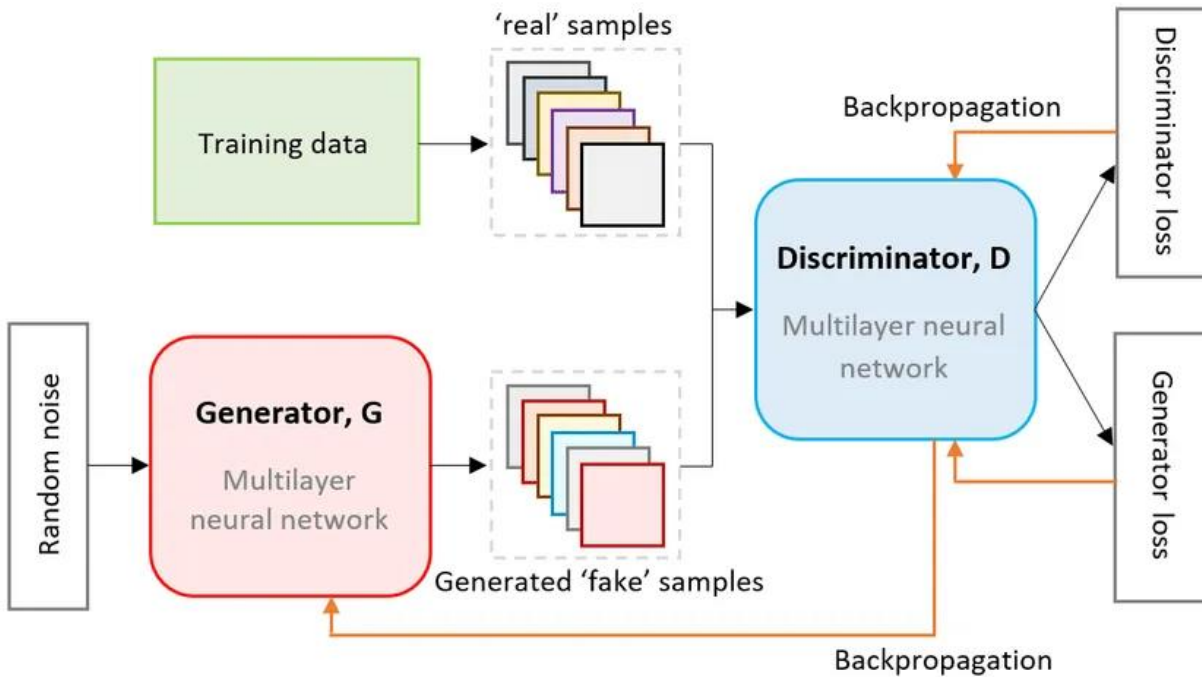 ‘real’ samples
Training data
Backpropagation
Discriminator loss
Discriminator, D
Multilayer neural
network
Random noise
Generator, G
Multilayer
neural network
Generated ‘fake’ samples
Generator loss
Backpropagation